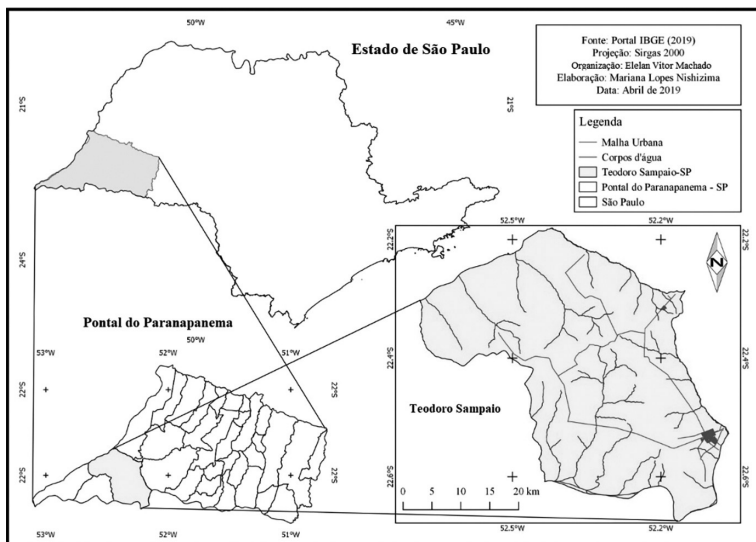 50°W
45°W
Estado de São Paulo
Fonte: Portal IBGE (2019)
Projeção: Sirgas 2000
Organização: Elelan Vitor Machado
Elaboração: Mariana Lopes Nishizima
Data: Abril de 2019
21°S
21°S
Legenda
Malha Urbana
Corpos d'água
Teodoro Sampaio-SP
Pontal do Paranapanema - SP
São Paulo
24°S
24°S
52.5°W
52.2°W
22.2°S
22.2°S
N
Pontal do Paranapanema
50°W
53°W
52°W
51°W
22°S
22°S
22.4°S
22.4°S
Teodoro Sampaio
22°S
22°S
22.6°S
22.6°S
0 5 10 15 20 km
53°W
52°W
51°W
52.5°W
52.2°W